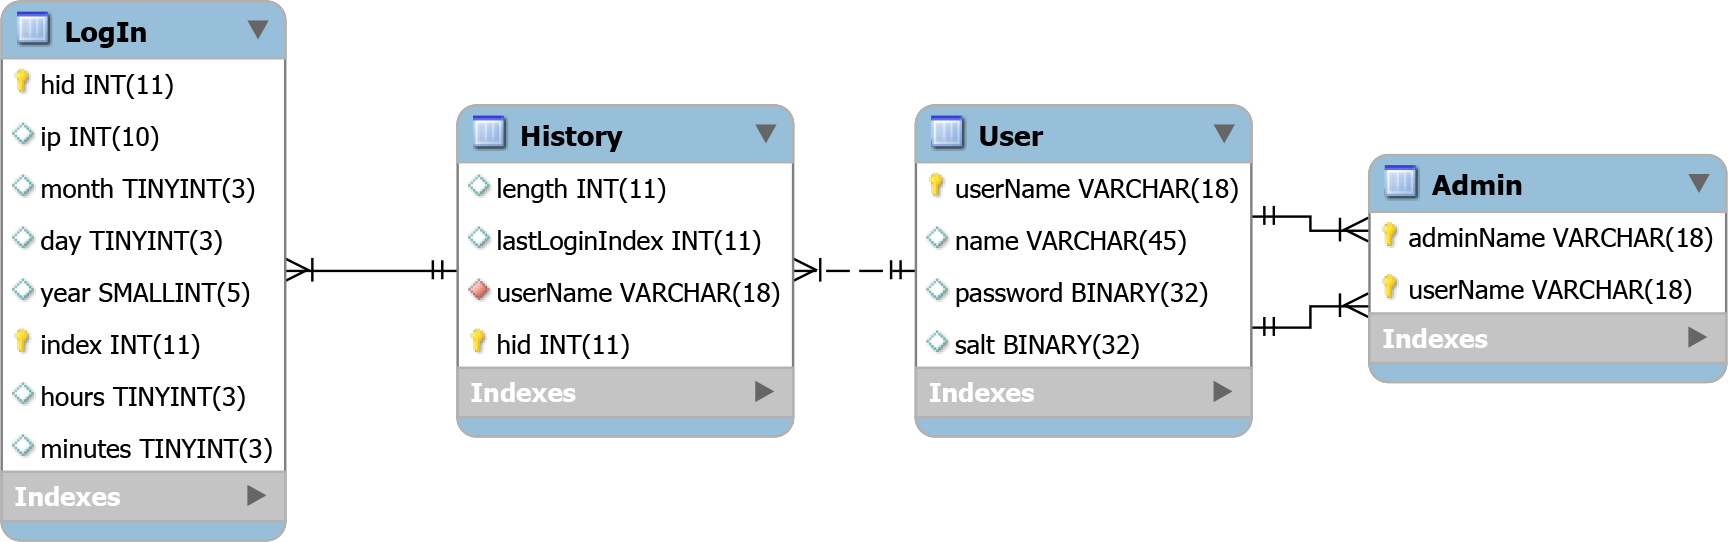 LogIn
hid INT(11)
ip INT(10)
month TINYINT(3)
day TINYINT(3)
year SMALLINT(5)
index INT(11)
hours TINYINT(3)
minutes TINYINT(3)
Indexes
History
length INT(11)
lastLoginIndex INT(11)
userName VARCHAR(18)
hid INT(11)
Indexes
User
userName VARCHAR(18)
name VARCHAR(45)
password BINARY(32)
salt BINARY(32)
Indexes
Admin
adminName VARCHAR(18)
userName VARCHAR(18)
Indexes